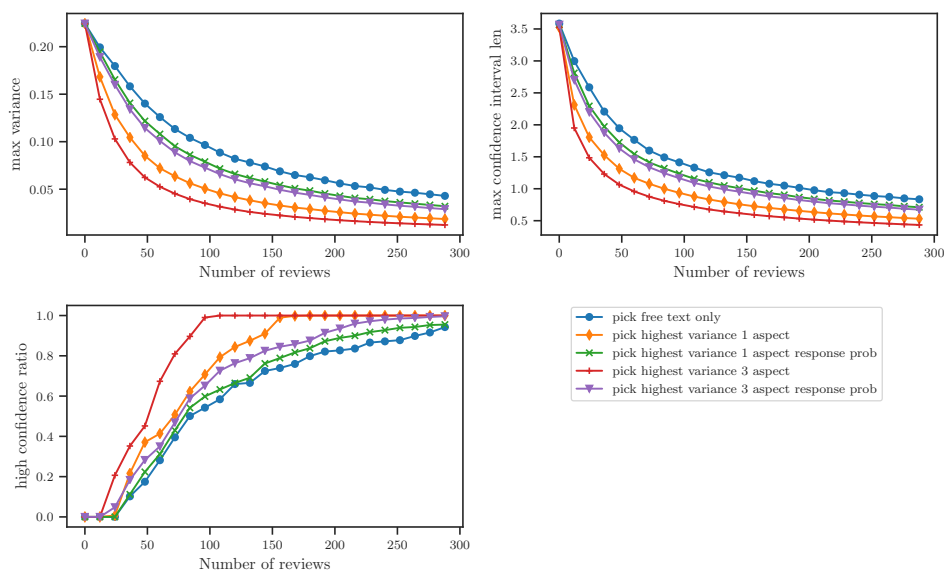 max variance
0.20
0.15
0.10
0.05
0 50 100 150 200 250 300
Number of reviews
max confidence interval len
3.5
3.0
2.5
2.0
1.5
1.0
0.5
0 50 100 150 200 250 300
Number of reviews
high confidence ratio
1.0
0.8
0.6
0.4
0.2
0.0
0 50 100 150 200 250 300
Number of reviews
pick free text only
pick highest variance 1 aspect
pick highest variance 1 aspect response prob
pick highest variance 3 aspect
pick highest variance 3 aspect response prob